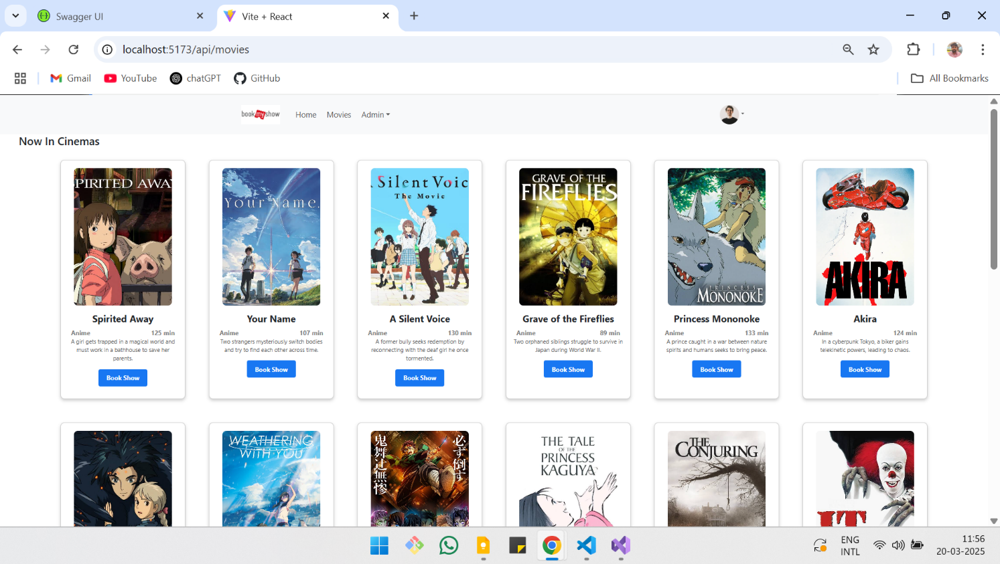 Swagger UI
Vite + React
localhost:5173/api/movies
Gmail
YouTube
chatGPT
GitHub
All Bookmarks
bookmyshow
Home
Movies
Admin
Now In Cinemas
SPIRITED AWAY
Your Name.
A Silent Voice
The Movie
GRAVE OF THE
FIREFLIES
PRINCESS
MONONOKE
AKIRA
Spirited Away
Anime 125 min
A girl gets trapped in a magical world and
must work in a bathhouse to save her
parents.
Book Show
Your Name
Anime 107 min
Two strangers mysteriously switch bodies
and try to find each other across time.
Book Show
A Silent Voice
Anime 130 min
A former bully seeks redemption by
reconnecting with the deaf girl he once
tormented.
Book Show
Grave of the Fireflies
Anime 89 min
Two orphaned siblings struggle to survive in
Japan during World War II.
Book Show
Princess Mononoke
Anime 133 min
A prince caught in a war between nature
spirits and humans seeks to bring peace.
Book Show
Akira
Anime 124 min
In a cyberpunk Tokyo, a biker gains
telekinetic powers, leading to chaos.
Book Show
WEATHERING
WITH YOU
必ず倒す
鬼舞辻無惨
THE TALE
OF THE
PRINCESS
KAGUYA
THE
CONJURING
IT
ENG
INTL
11:56
20-03-2025